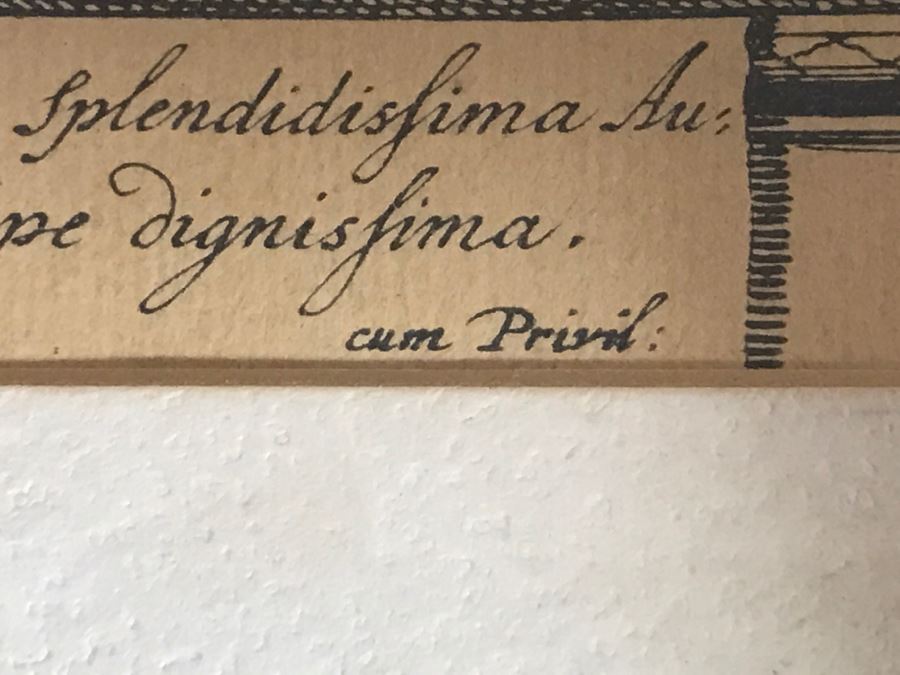 Splendidissima Au:
pe dignissima.
cum Privil: